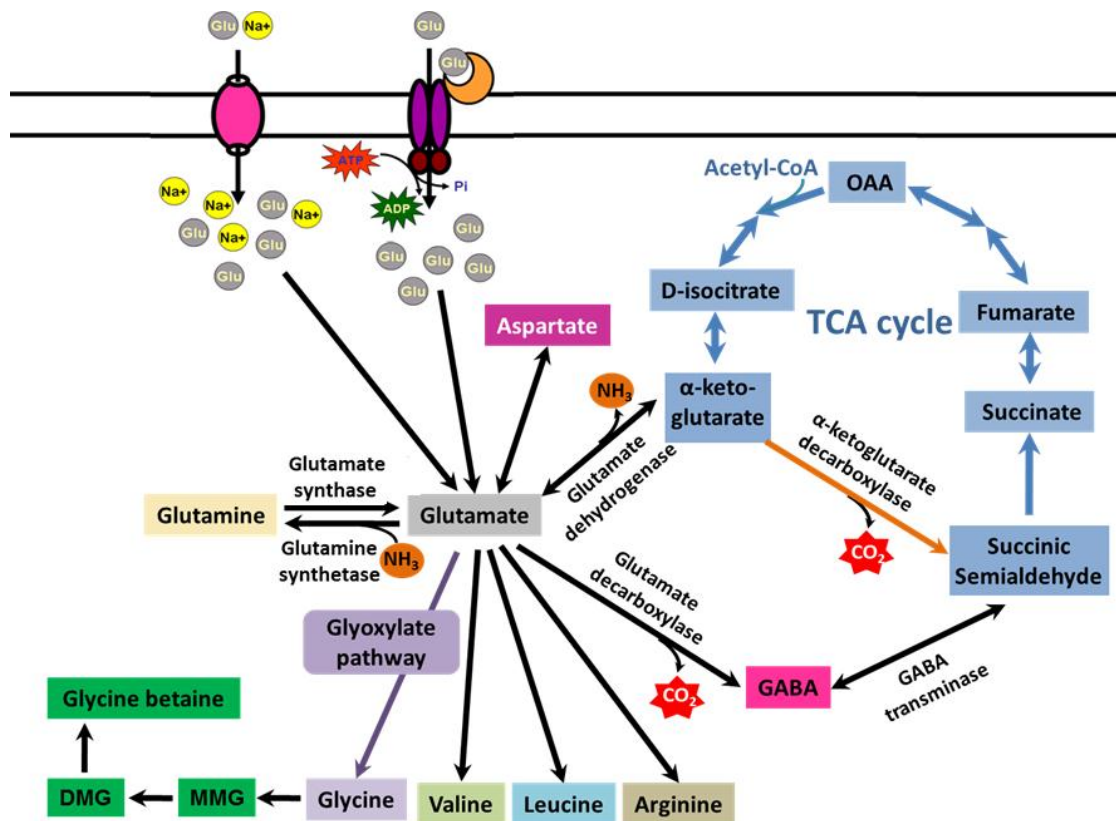 Glu Na+
Glu
Glu
ATP
Pi
ADP
Na+
Na+
Glu
Na+
Glu
Na+
Glu
Glu
Glu
Glu
Glu
Glu
Glu
Acetyl-CoA
OAA
D-isocitrate
TCA cycle
Fumarate
Aspartate
NH₃
α-keto-
glutarate
Succinate
α-ketoglutarate
decarboxylase
Glutamate
dehydrogenase
Glutamate
synthase
Glutamine
Glutamate
Glutamine
synthetase
NH₃
CO₂
Succinic
Semialdehyde
Glutamate
decarboxylase
Glyoxylate
pathway
CO₂
GABA
GABA
transminase
Glycine betaine
DMG
MMG
Glycine
Valine
Leucine
Arginine